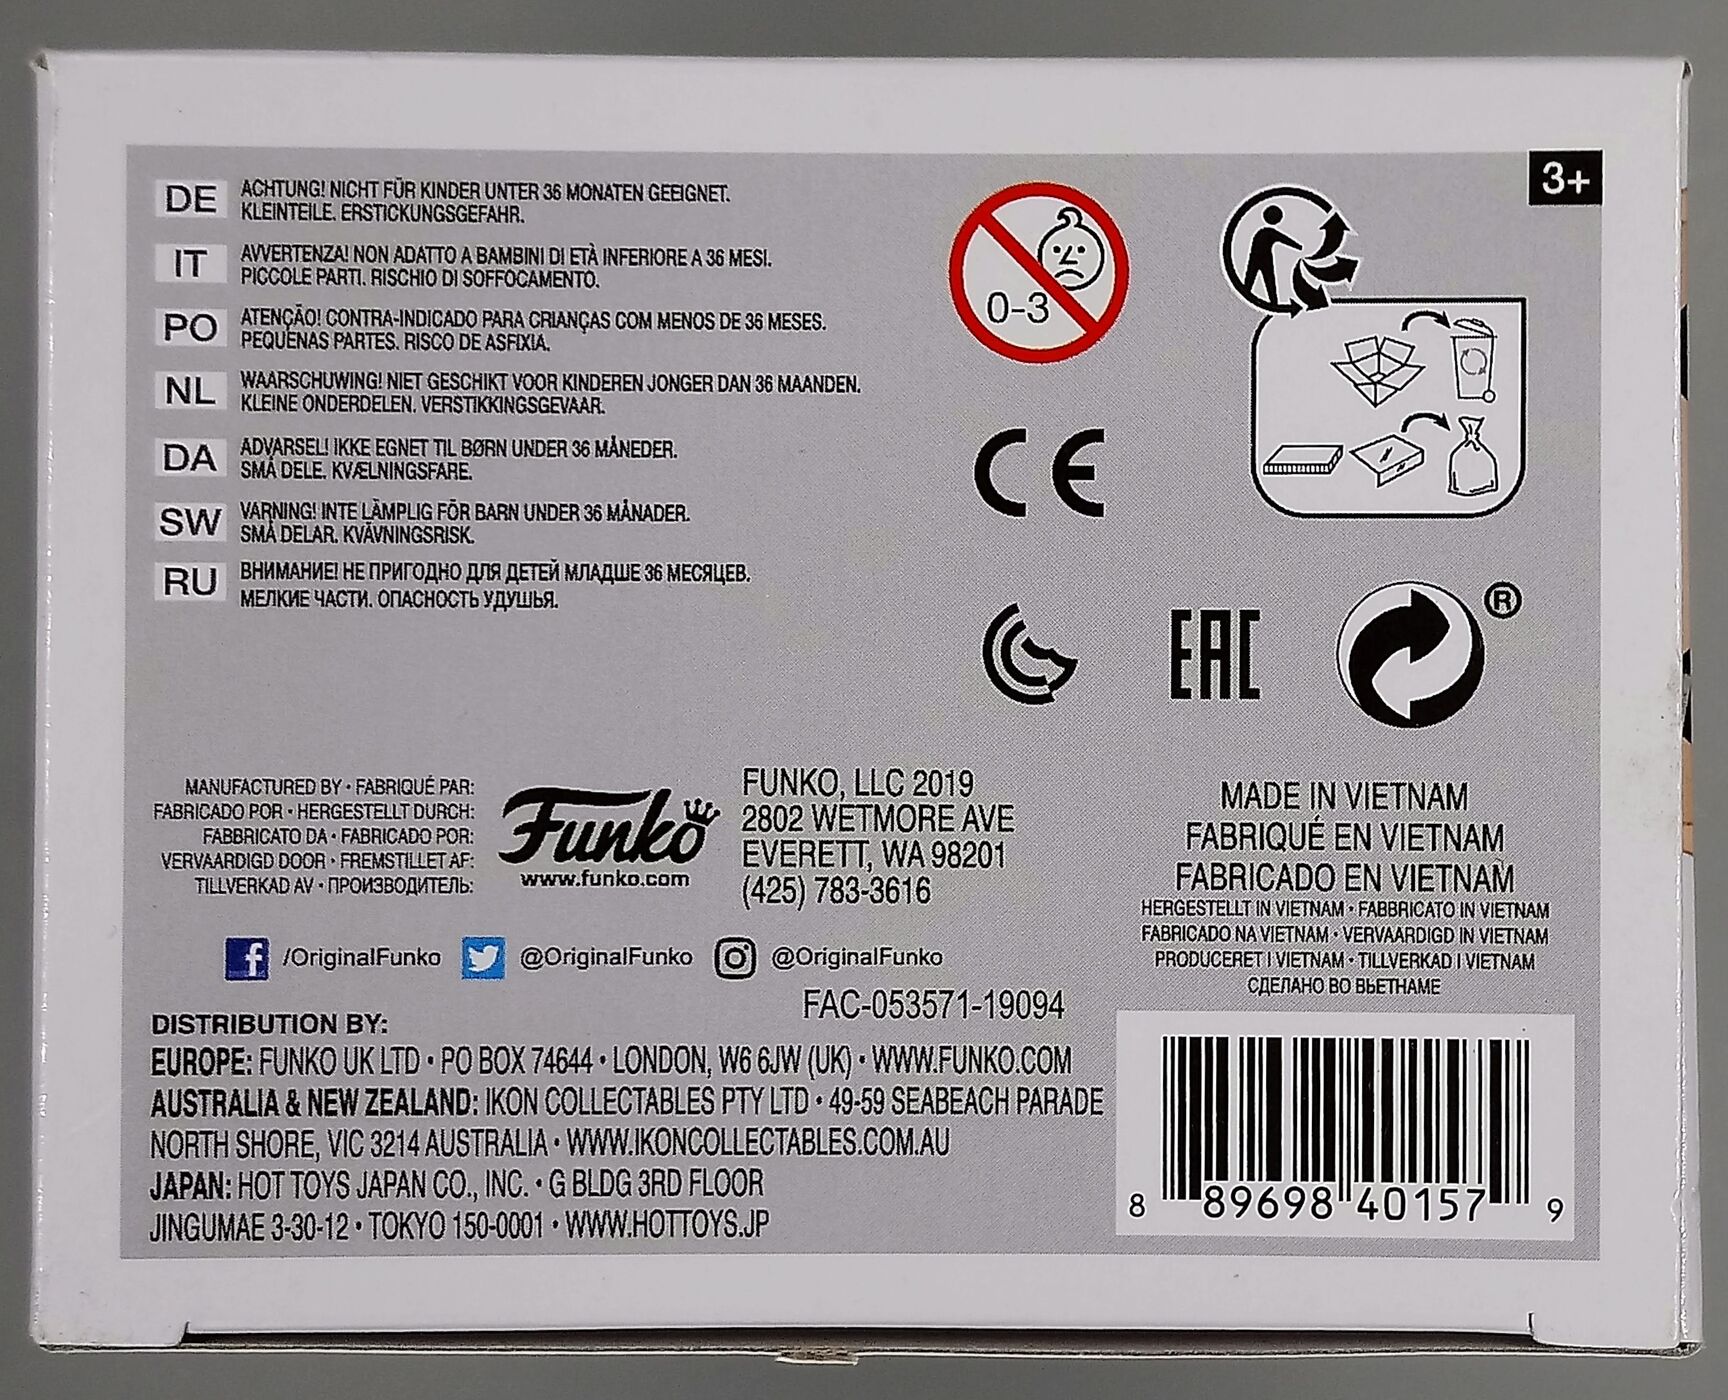 3+
DE
ACHTUNG! NICHT FÜR KINDER UNTER 36 MONATEN GEEIGNET.
KLEINTEILE. ERSTICKUNGSGEFAHR.
IT
AVVERTENZA! NON ADATTO A BAMBINI DI ETÀ INFERIORE A 36 MESI.
PICCOLE PARTI. RISCHIO DI SOFFOCAMENTO.
PO
ATENÇÃO! CONTRA-INDICADO PARA CRIANÇAS COM MENOS DE 36 MESES.
PEQUENAS PARTES. RISCO DE ASFIXIA.
NL
WAARSCHUWING! NIET GESCHIKT VOOR KINDEREN JONGER DAN 36 MAANDEN.
KLEINE ONDERDELEN. VERSTIKKINGSGEVAAR.
DA
ADVARSEL! IKKE EGNET TIL BØRN UNDER 36 MÅNEDER.
SMÅ DELE. KVÆLNINGSFARE.
SW
VARNING! INTE LÄMPLIG FÖR BARN UNDER 36 MÅNADER.
SMÅ DELAR. KVÄVNINGSRISK.
RU
ВНИМАНИЕ! НЕ ПРИГОДНО ДЛЯ ДЕТЕЙ МЛАДШЕ 36 МЕСЯЦЕВ.
МЕЛКИЕ ЧАСТИ. ОПАСНОСТЬ УДУШЬЯ.
0-3
CE
EAC
®
MANUFACTURED BY • FABRIQUÉ PAR:
FABRICADO POR • HERGESTELLT DURCH:
FABBRICATO DA • FABRICADO POR:
VERVAARDIGD DOOR • FREMSTILLET AF:
TILLVERKAD AV • ПРОИЗВОДИТЕЛЬ:
Funko
www.funko.com
FUNKO, LLC 2019
2802 WETMORE AVE
EVERETT, WA 98201
(425) 783-3616
MADE IN VIETNAM
FABRIQUÉ EN VIETNAM
FABRICADO EN VIETNAM
HERGESTELLT IN VIETNAM • FABBRICATO IN VIETNAM
FABRICADO NA VIETNAM • VERVAARDIGD IN VIETNAM
PRODUCERET I VIETNAM • TILLVERKAD I VIETNAM
СДЕЛАНО ВО ВЬЕТНАМЕ
/OriginalFunko @OriginalFunko @OriginalFunko
FAC-053571-19094
DISTRIBUTION BY:
EUROPE: FUNKO UK LTD • PO BOX 74644 • LONDON, W6 6JW (UK) • WWW.FUNKO.COM
AUSTRALIA & NEW ZEALAND: IKON COLLECTABLES PTY LTD • 49-59 SEABEACH PARADE
NORTH SHORE, VIC 3214 AUSTRALIA • WWW.IKONCOLLECTABLES.COM.AU
JAPAN: HOT TOYS JAPAN CO., INC. • G BLDG 3RD FLOOR
JINGUMAE 3-30-12 • TOKYO 150-0001 • WWW.HOTTOYS.JP
8 89698 40157 9